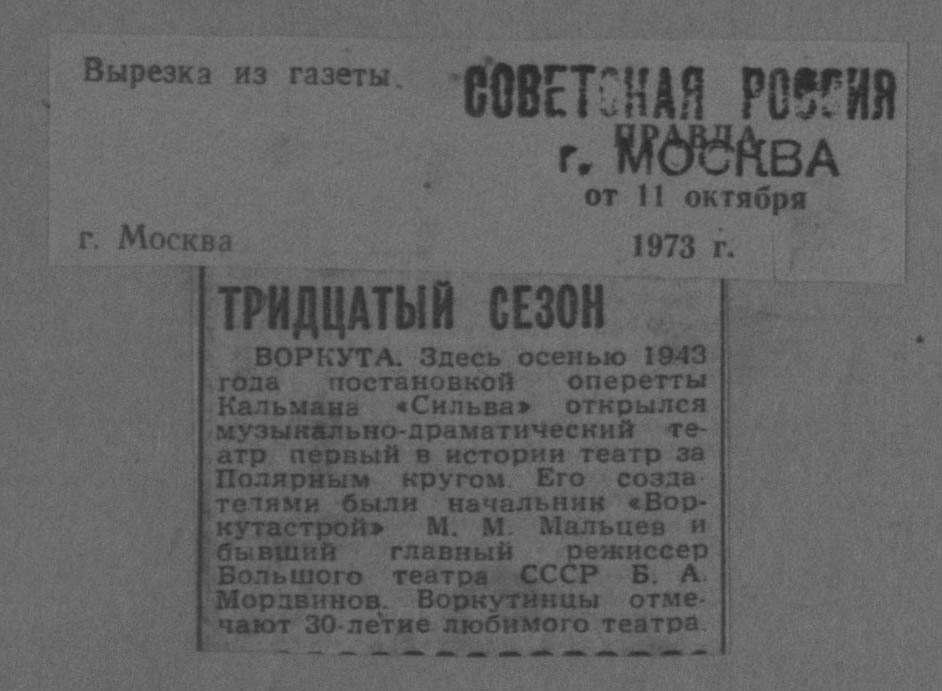 Вырезка из газеты
СОВЕТСКАЯ РОССИЯ
ПРАВДА
г. МОСКВА
от 11 октября
г. Москва 1973 г.
ТРИДЦАТЫЙ СЕЗОН
ВОРКУТА. Здесь осенью 1943
года постановкой оперетты
Кальмана «Сильва» открылся
музыкально-драматический те-
атр первый в истории театр за
Полярным кругом. Его созда-
телями были начальник «Вор-
кутастрой» М. М. Мальцев и
бывший главный режиссер
Большого театра СССР Б. А.
Мордвинов. Воркутинцы отме-
чают 30-летие любимого театра.